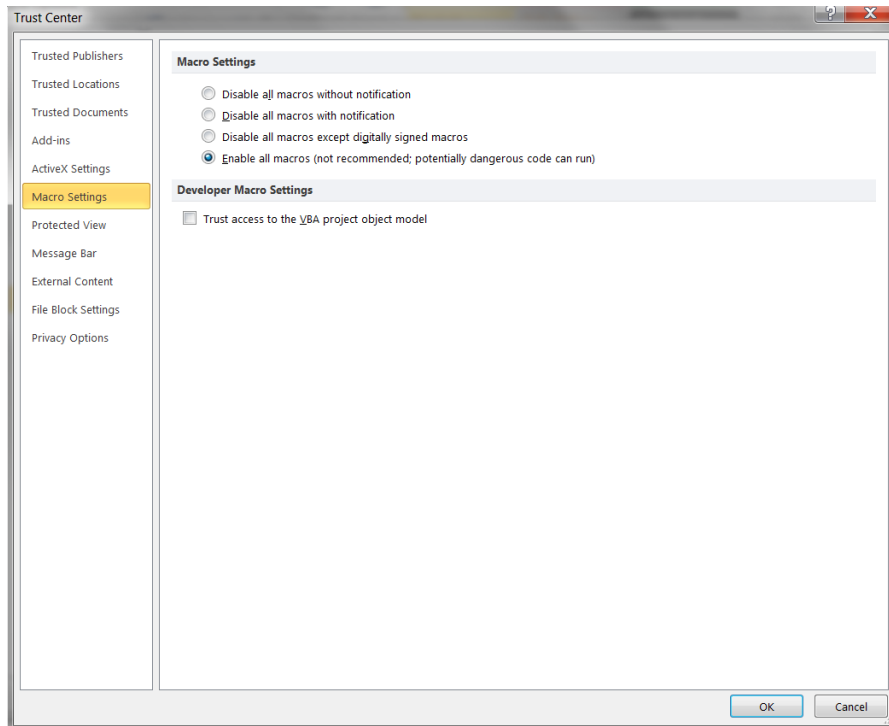 Trust Center
Trusted Publishers
Trusted Locations
Trusted Documents
Add-ins
ActiveX Settings
Macro Settings
Protected View
Message Bar
External Content
File Block Settings
Privacy Options
Macro Settings
Disable all macros without notification
Disable all macros with notification
Disable all macros except digitally signed macros
Enable all macros (not recommended; potentially dangerous code can run)
Developer Macro Settings
Trust access to the VBA project object model
OK
Cancel